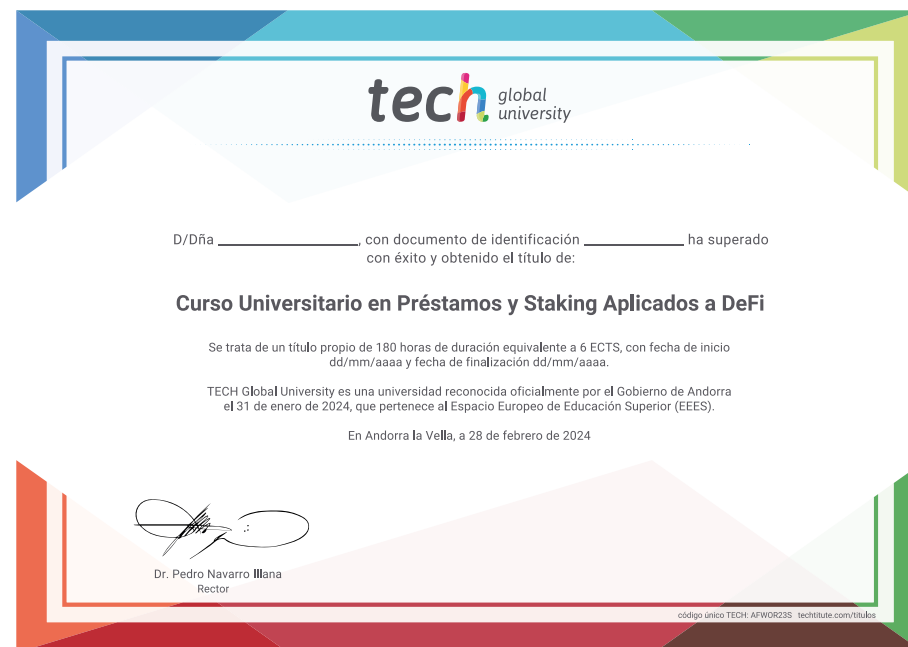 tech global university
D/Dña ____________________, con documento de identificación ______________ ha superado
con éxito y obtenido el título de:
Curso Universitario en Préstamos y Staking Aplicados a DeFi
Se trata de un título propio de 180 horas de duración equivalente a 6 ECTS, con fecha de inicio
dd/mm/aaaa y fecha de finalización dd/mm/aaaa.
TECH Global University es una universidad reconocida oficialmente por el Gobierno de Andorra
el 31 de enero de 2024, que pertenece al Espacio Europeo de Educación Superior (EEES).
En Andorra la Vella, a 28 de febrero de 2024
Dr. Pedro Navarro Illana
Rector
código único TECH: AFWOR23S techtitute.com/titulos